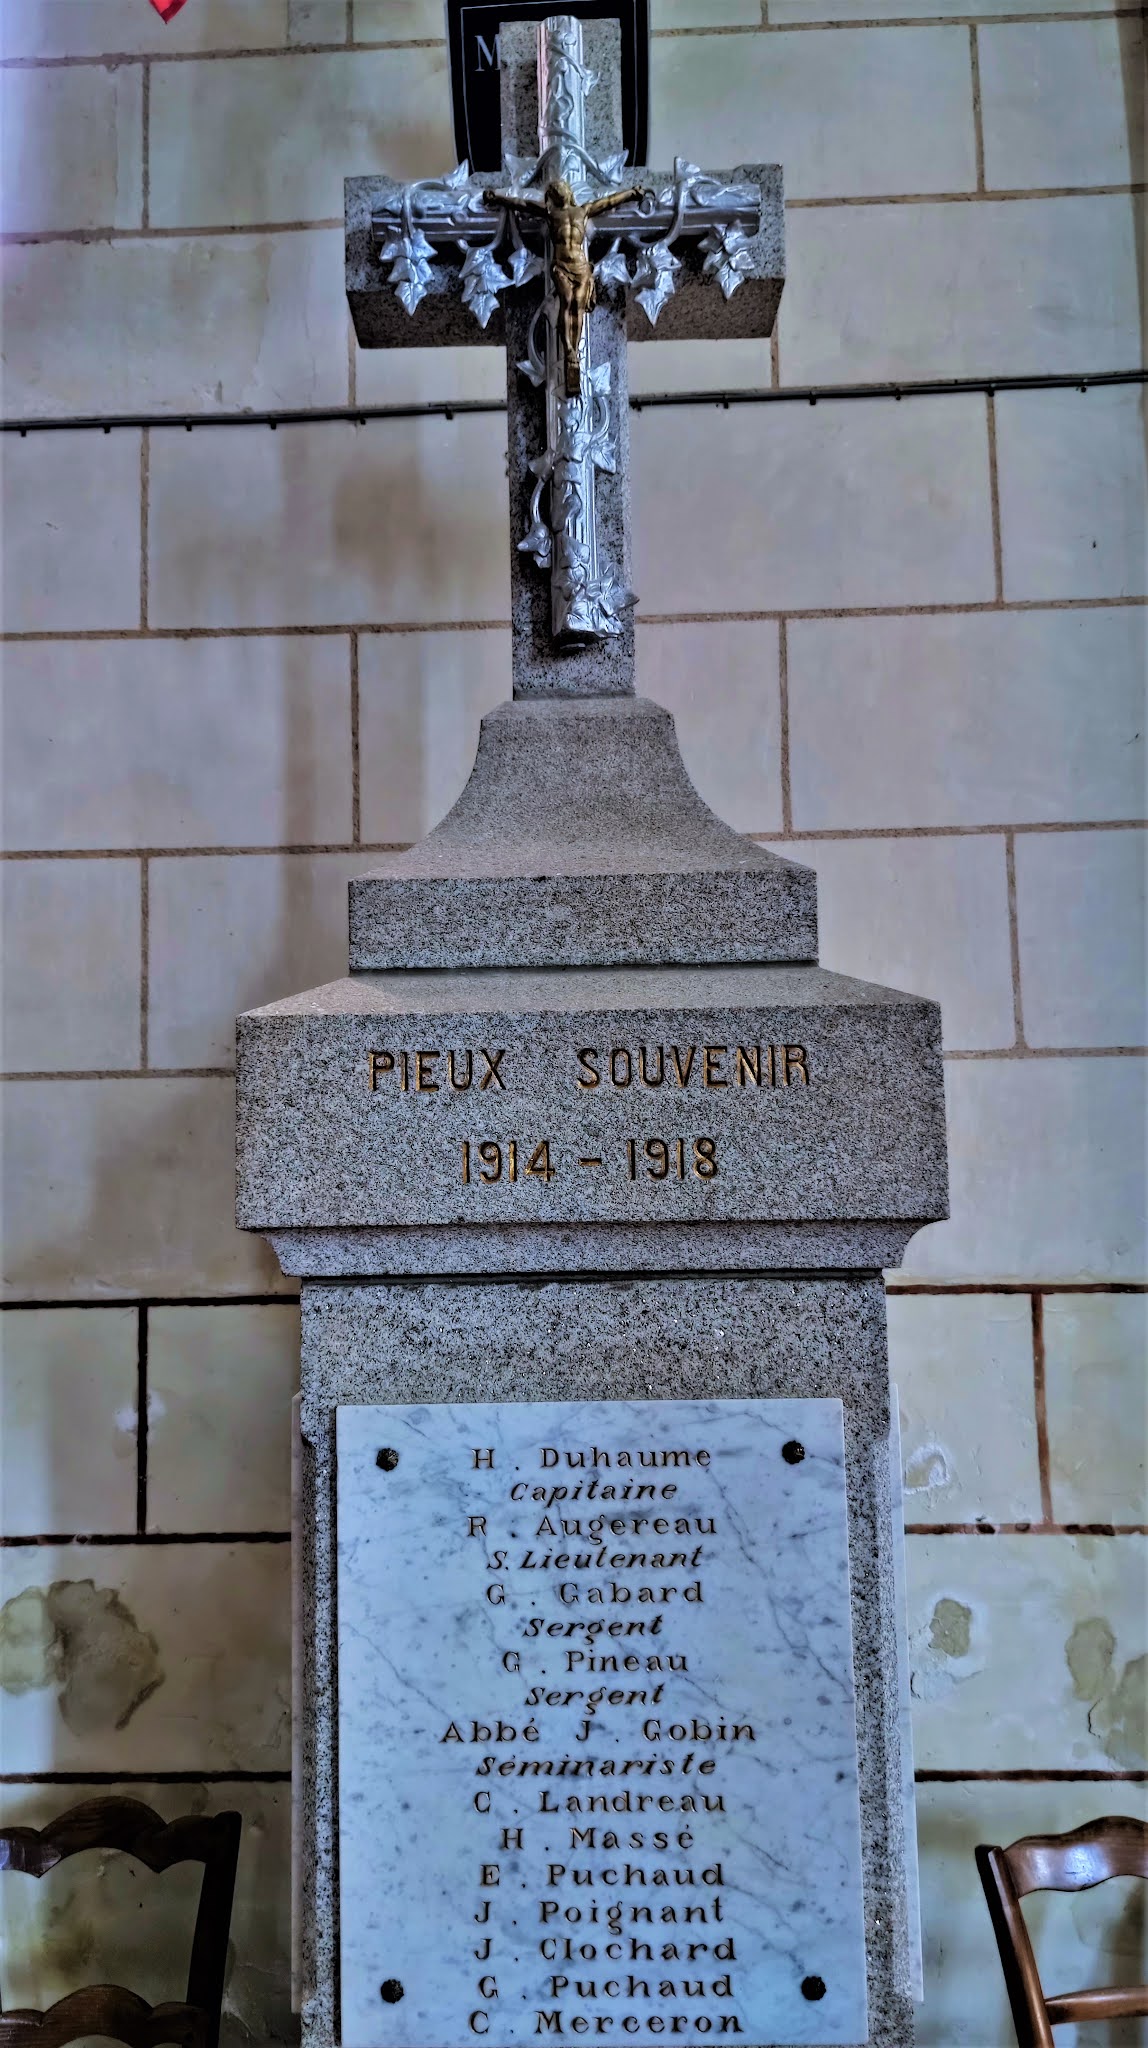 M
PIEUX SOUVENIR
1914 - 1918
H. Duhaume
Capitaine
R. Augereau
S. Lieutenant
G. Gabard
Sergent
G. Pineau
Sergent
Abbé J. Gobin
Séminariste
C. Landreau
H. Massé
E. Puchaud
J. Poignant
J. Clochard
G. Puchaud
C. Merceron